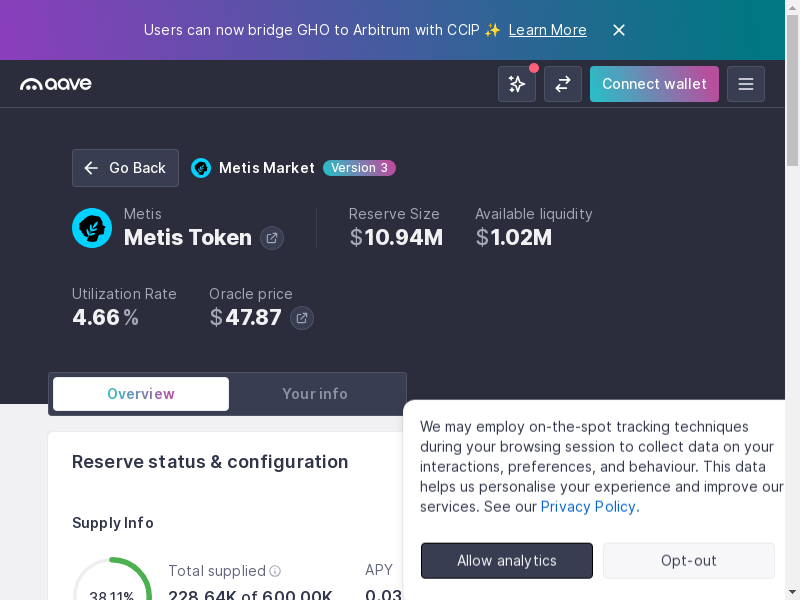 Users can now bridge GHO to Arbitrum with CCIP ✨ Learn More
aave
Connect wallet
Go Back
Metis Market
Version 3
Metis
Metis Token
Reserve Size
$10.94M
Available liquidity
$1.02M
Utilization Rate
4.66%
Oracle price
$47.87
Overview
Your info
Reserve status & configuration
Supply Info
38.11%
Total supplied
228.64K of 600.00K
APY
0.03
We may employ on-the-spot tracking techniques
during your browsing session to collect data on your
interactions, preferences, and behaviour. This data
helps us personalise your experience and improve our
services. See our Privacy Policy.
Allow analytics
Opt-out